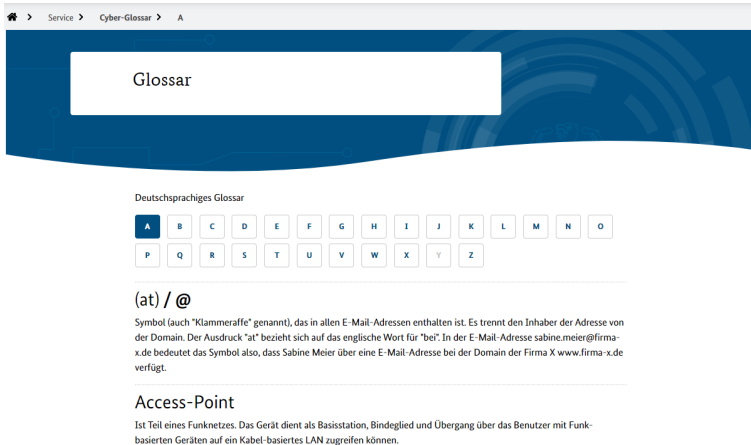 Service Cyber-Glossar A
Glossar
Deutschsprachiges Glossar
A B C D E F G H I J K L M N O
P Q R S T U V W X Y Z
(at) / @
Symbol (auch "Klammeraffe" genannt), das in allen E-Mail-Adressen enthalten ist. Es trennt den Inhaber der Adresse von
der Domain. Der Ausdruck "at" bezieht sich auf das englische Wort für "bei". In der E-Mail-Adresse sabine.meier@firma-
x.de bedeutet das Symbol also, dass Sabine Meier über eine E-Mail-Adresse bei der Domain der Firma X www.firma-x.de
verfügt.
Access-Point
Ist Teil eines Funknetzes. Das Gerät dient als Basisstation, Bindeglied und Übergang über das Benutzer mit Funk-
basierten Geräten auf ein Kabel-basiertes LAN zugreifen können.